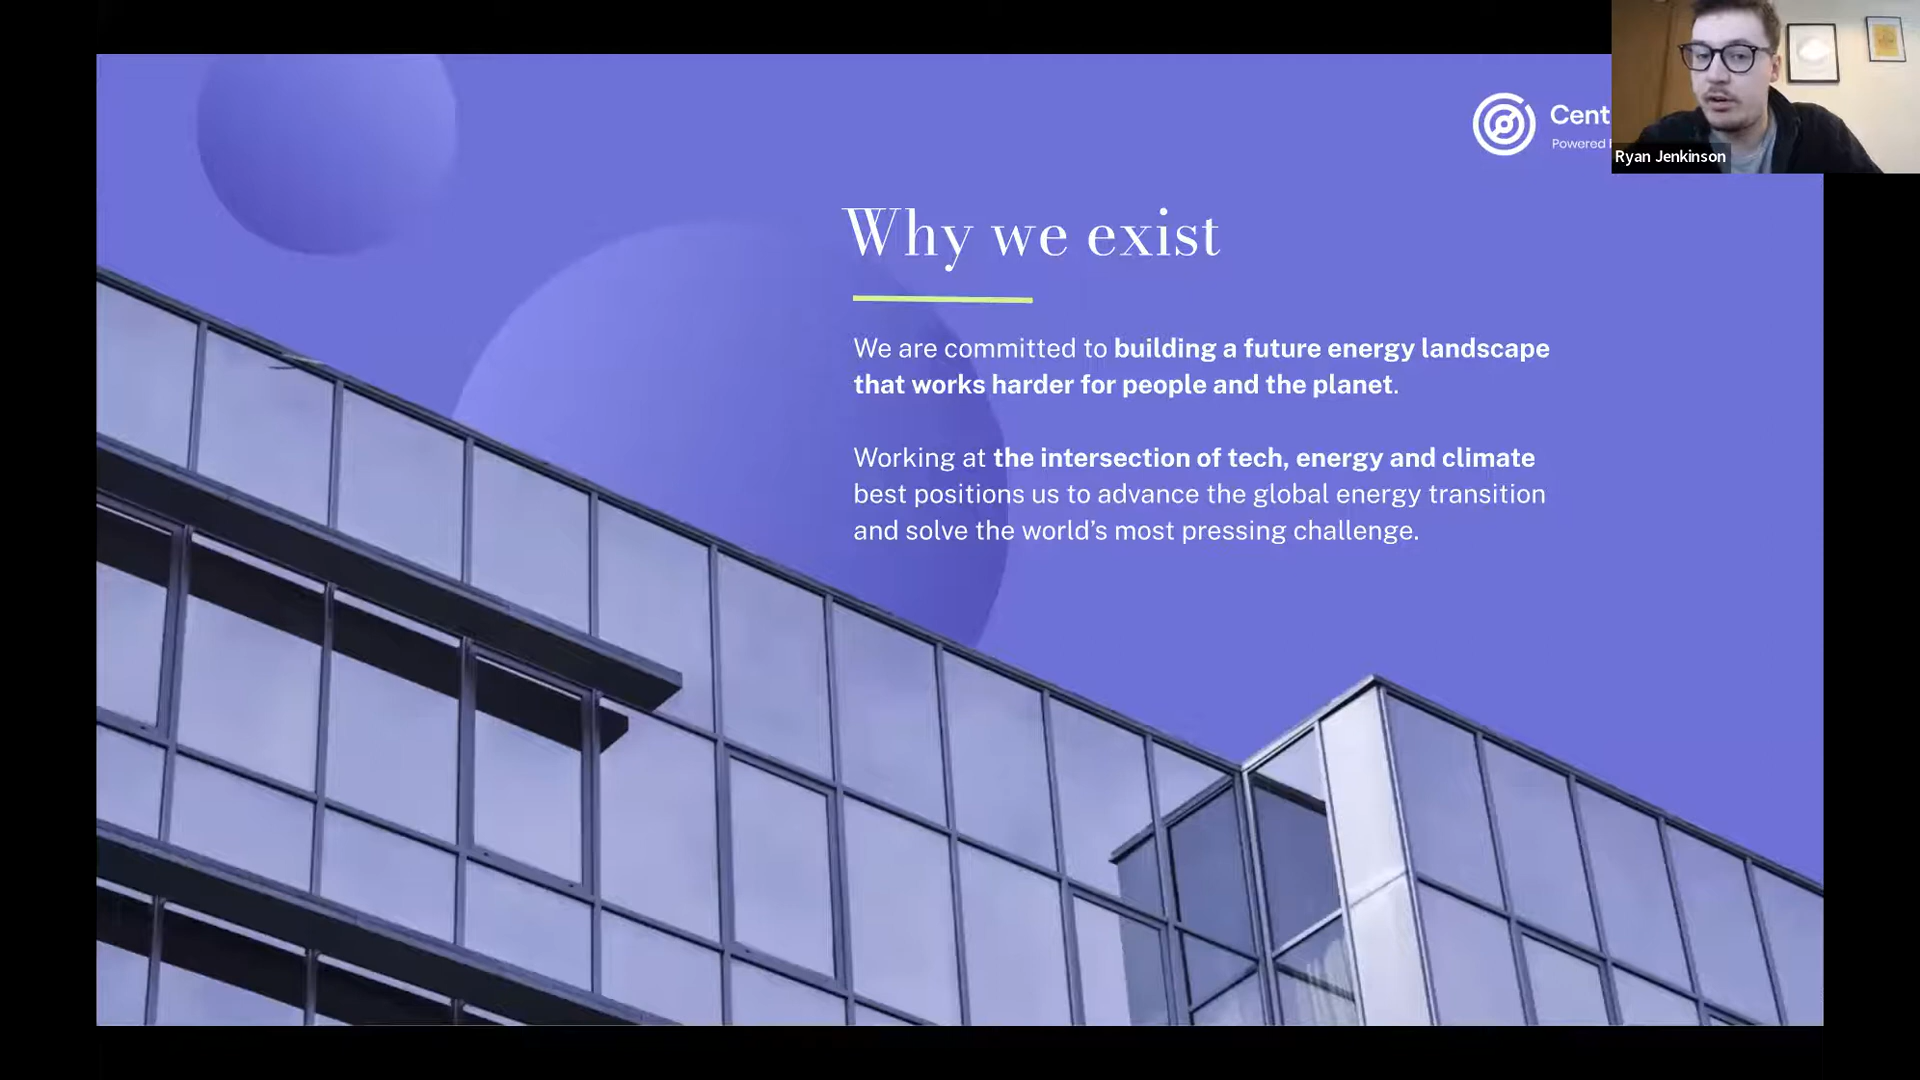 Cent
Powered
Ryan Jenkinson
Why we exist
We are committed to building a future energy landscape
that works harder for people and the planet.
Working at the intersection of tech, energy and climate
best positions us to advance the global energy transition
and solve the world’s most pressing challenge.